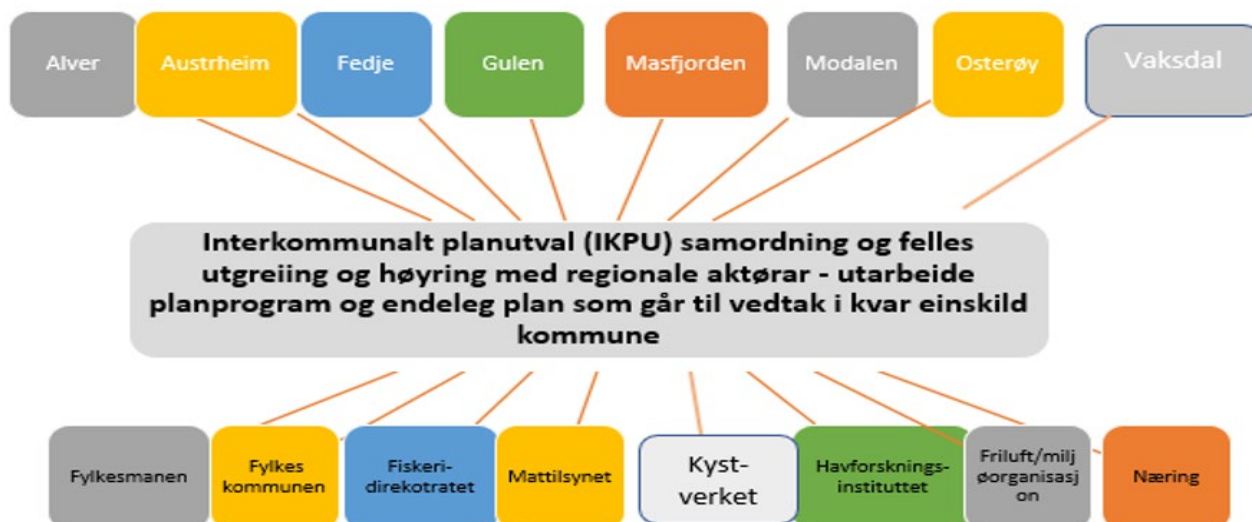 Alver
Austrheim
Fedje
Gulen
Masfjorden
Modalen
Osterøy
Vaksdal
Interkommunalt planutval (IKPU) samordning og felles
utgreiing og høyring med regionale aktørar - utarbeide
planprogram og endeleg plan som går til vedtak i kvar einskild
kommune
Fylkesmanen
Fylkes
kommunen
Fiskeri-
direkotratet
Mattilsynet
Kyst-
verket
Havforsknings-
instituttet
Friluft/milj
øorganisasj
on
Næring